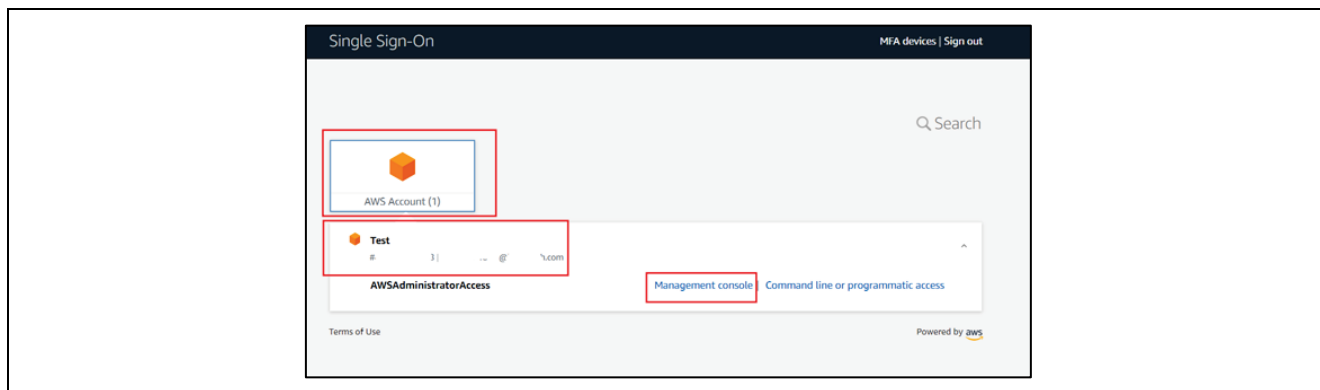 Single Sign-On
MFA devices | Sign out
Search
AWS Account (1)
Test
.com
AWSAdministratorAccess
Management console | Command line or programmatic access
Terms of Use
Powered by aws